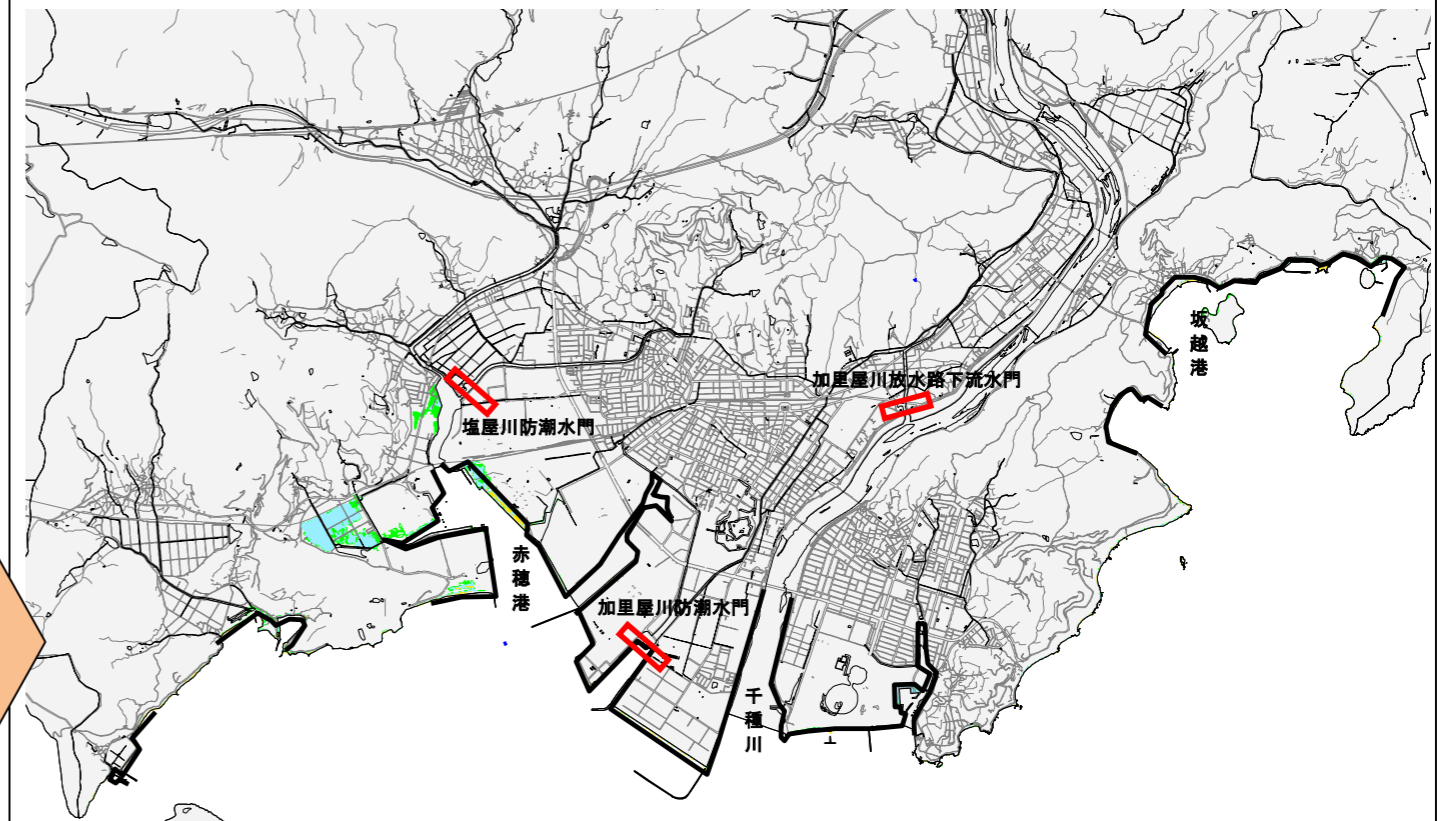 坂越港
加里屋川放水路下流水門
塩屋川防潮水門
赤穂港
加里屋川防潮水門
千種川